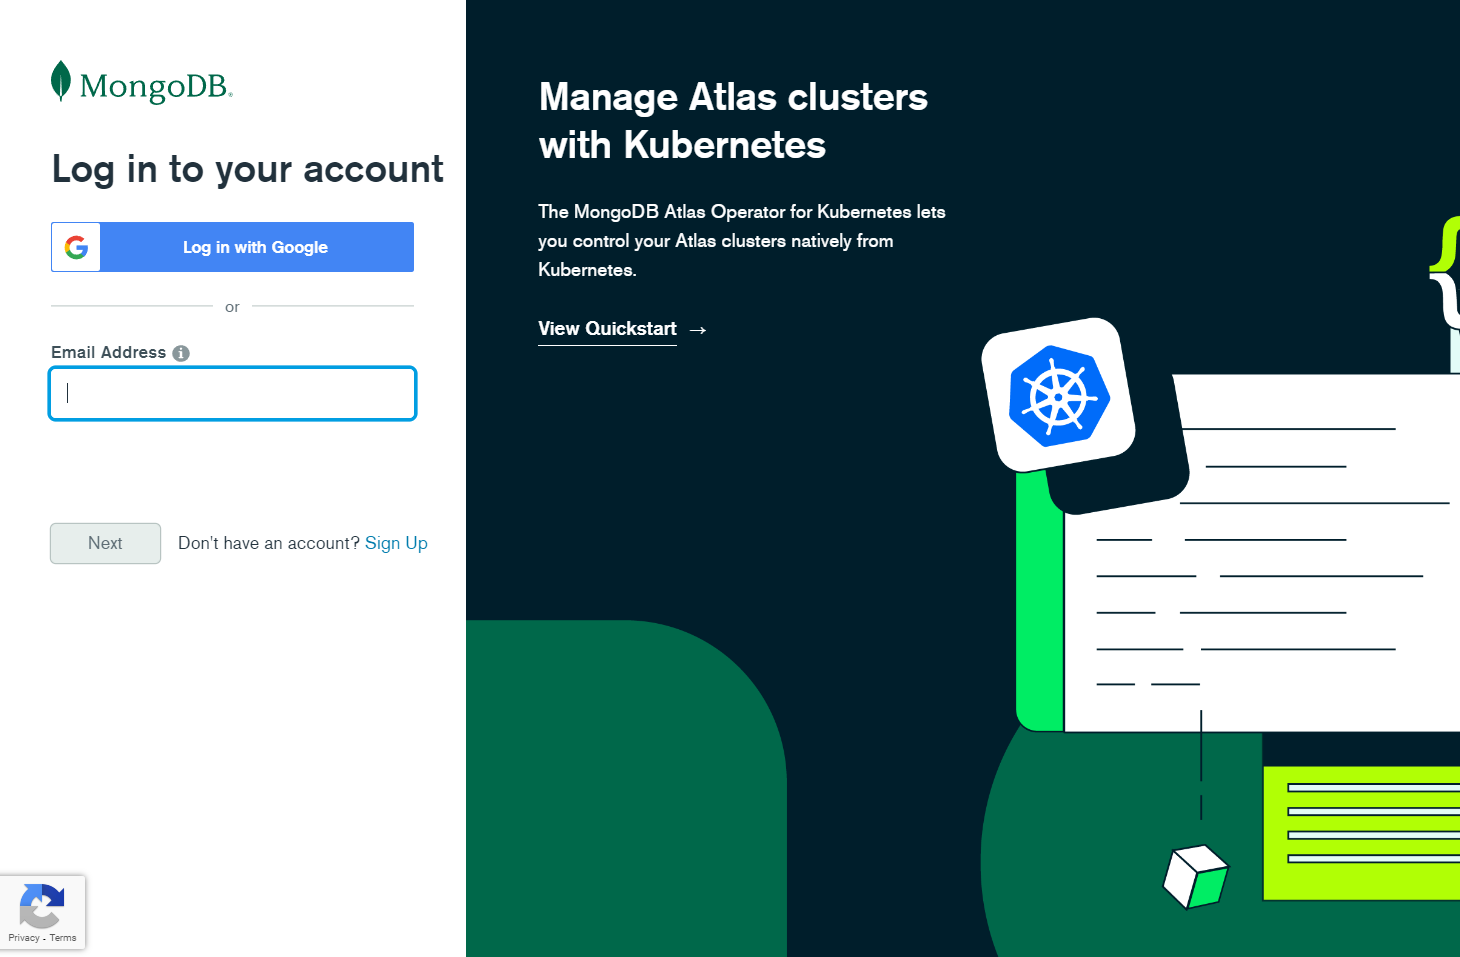 MongoDB®
Log in to your account
Log in with Google
or
Email Address
Next
Don't have an account? Sign Up
Privacy - Terms
Manage Atlas clusters
with Kubernetes
The MongoDB Atlas Operator for Kubernetes lets
you control your Atlas clusters natively from
Kubernetes.
View Quickstart →
{